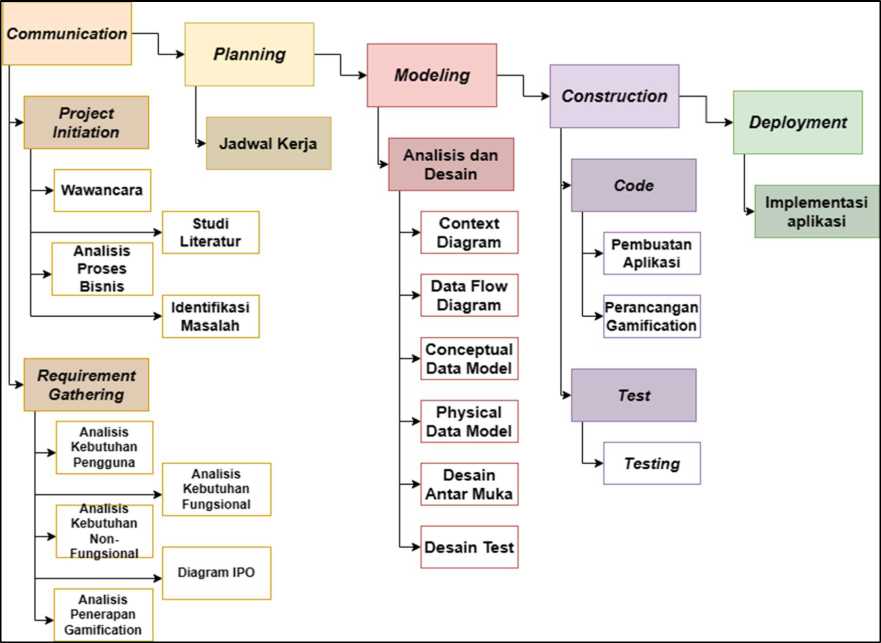 Communication
Project
Initiation
Wawancara
Studi
Literatur
Analisis
Proses
Bisnis
Identifikasi
Masalah
Requirement
Gathering
Analisis
Kebutuhan
Pengguna
Analisis
Kebutuhan
Fungsional
Analisis
Kebutuhan
Non-
Fungsional
Diagram IPO
Analisis
Penerapan
Gamification
Planning
Jadwal Kerja
Modeling
Analisis dan
Desain
Context
Diagram
Data Flow
Diagram
Conceptual
Data Model
Physical
Data Model
Desain
Antar Muka
Desain Test
Construction
Code
Pembuatan
Aplikasi
Perancangan
Gamification
Test
Testing
Deployment
Implementasi
aplikasi